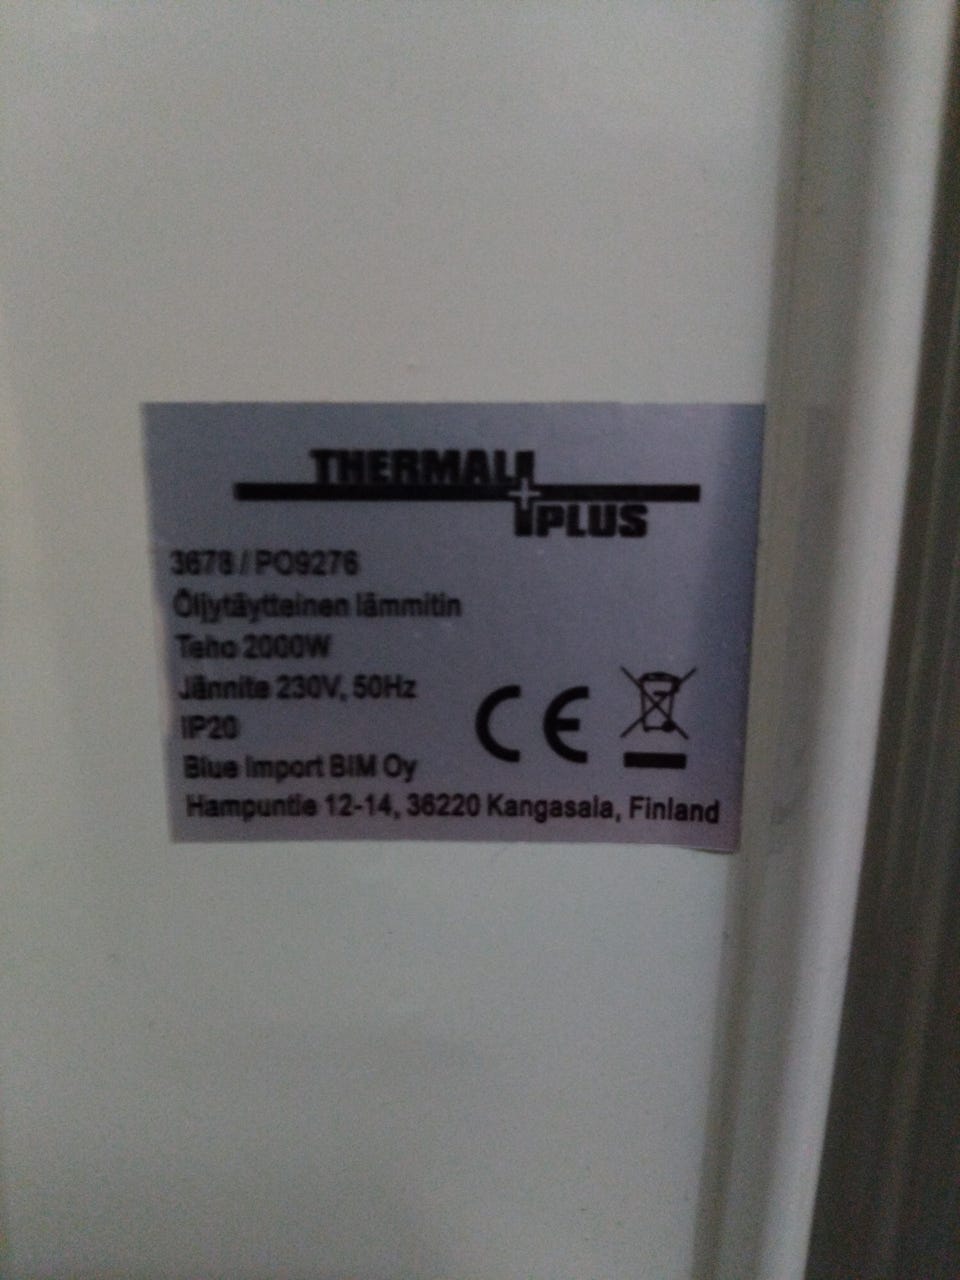 THERMAL
PLUS
3678 / PO9276
Öljytäytteinen lämmitin
Teho 2000W
Jännite 230V, 50Hz
IP20
Blue Import BIM Oy
Hampuntie 12-14, 36220 Kangasala, Finland
CE